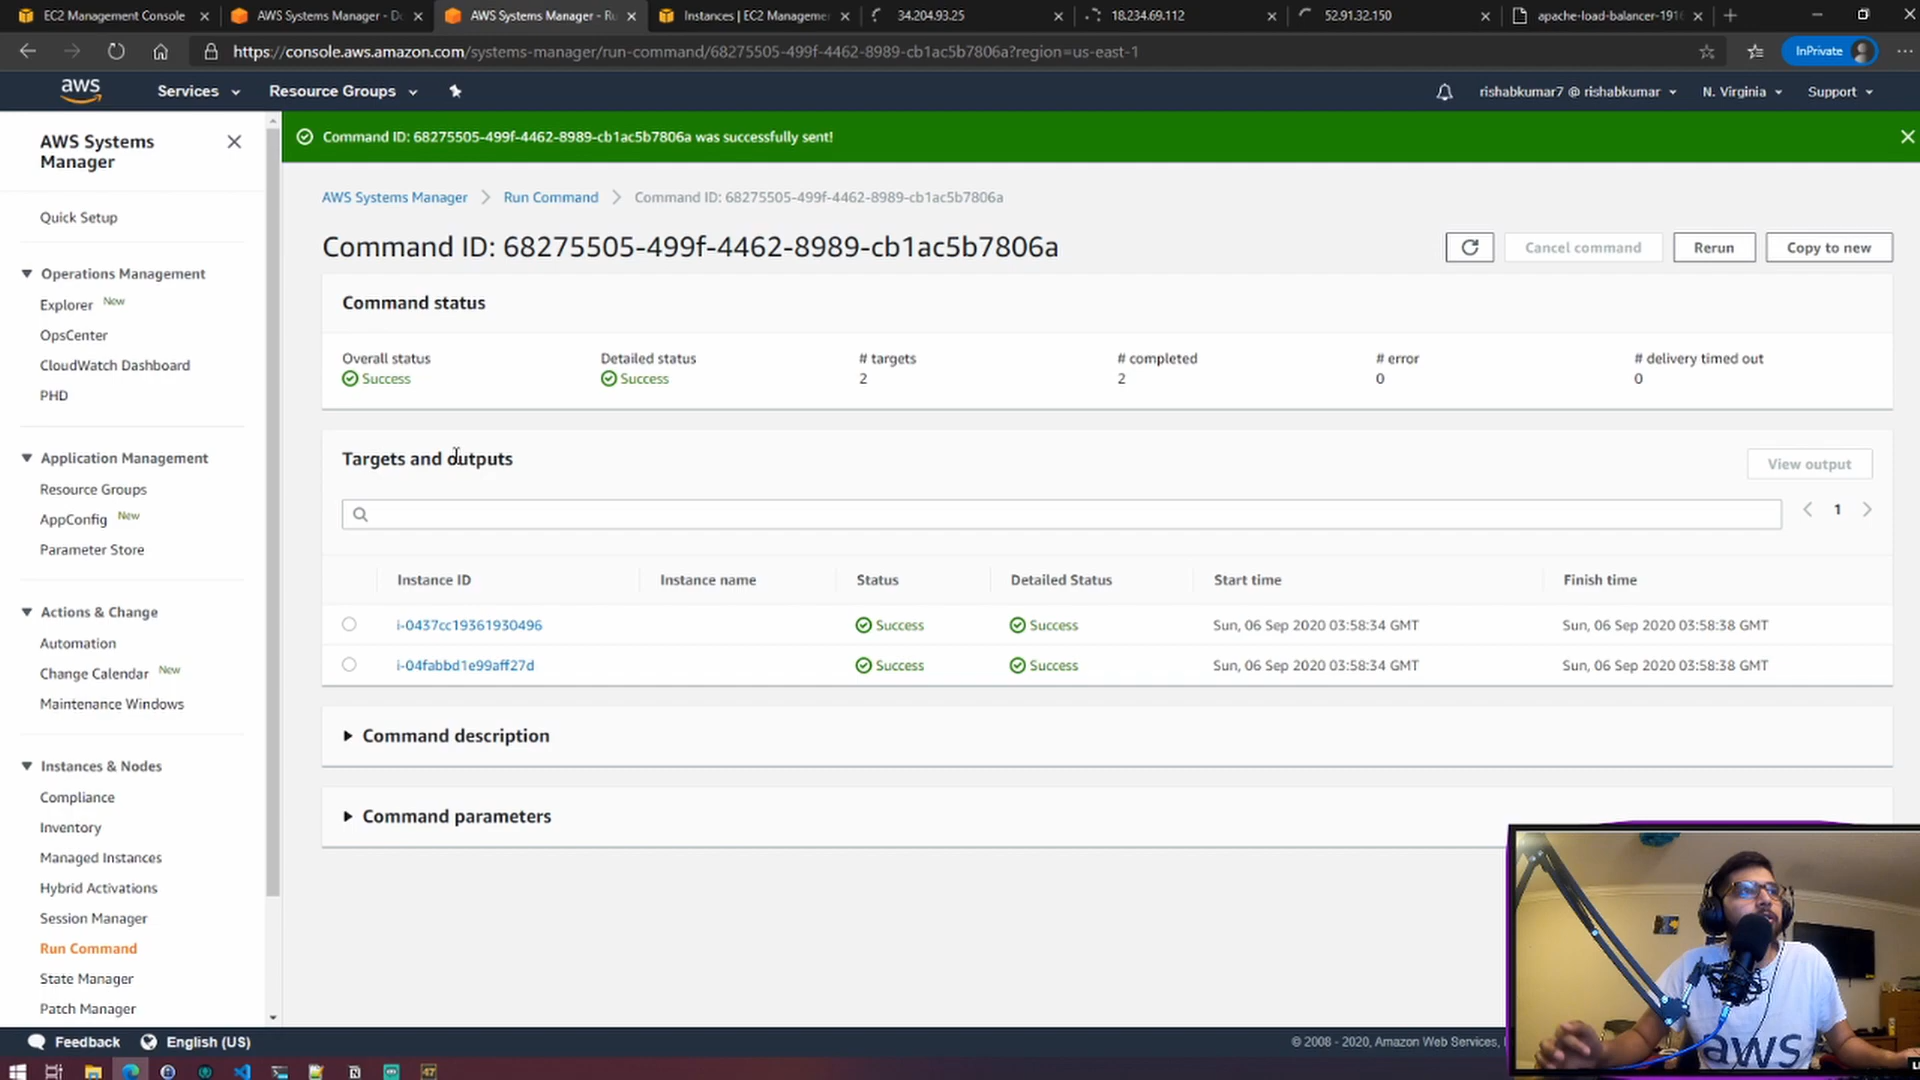 EC2 Management Console
AWS Systems Manager - Do
AWS Systems Manager - Ru
Instances | EC2 Manageme
34.204.93.25
18.234.69.112
52.91.32.150
apache-load-balancer-191
https://console.aws.amazon.com/systems-manager/run-command/68275505-499f-4462-8989-cb1ac5b7806a?region=us-east-1
InPrivate
aws
Services
Resource Groups
rishabkumar7 @ rishabkumar
N. Virginia
Support
AWS Systems
Manager
Quick Setup
Operations Management
Explorer New
OpsCenter
CloudWatch Dashboard
PHD
Application Management
Resource Groups
AppConfig New
Parameter Store
Actions & Change
Automation
Change Calendar New
Maintenance Windows
Instances & Nodes
Compliance
Inventory
Managed Instances
Hybrid Activations
Session Manager
Run Command
State Manager
Patch Manager
Command ID: 68275505-499f-4462-8989-cb1ac5b7806a was successfully sent!
AWS Systems Manager
Run Command
Command ID: 68275505-499f-4462-8989-cb1ac5b7806a
Command ID: 68275505-499f-4462-8989-cb1ac5b7806a
Cancel command
Rerun
Copy to new
Command status
Overall status
Detailed status
# targets
# completed
# error
# delivery timed out
Success
Success
2
2
0
0
Targets and outputs
View output
1
Instance ID
Instance name
Status
Detailed Status
Start time
Finish time
i-0437cc19361930496
Success
Success
Sun, 06 Sep 2020 03:58:34 GMT
Sun, 06 Sep 2020 03:58:38 GMT
i-04fabbd1e99aff27d
Success
Success
Sun, 06 Sep 2020 03:58:34 GMT
Sun, 06 Sep 2020 03:58:38 GMT
Command description
Command parameters
aws
Feedback
English (US)
© 2008 - 2020, Amazon Web Services,